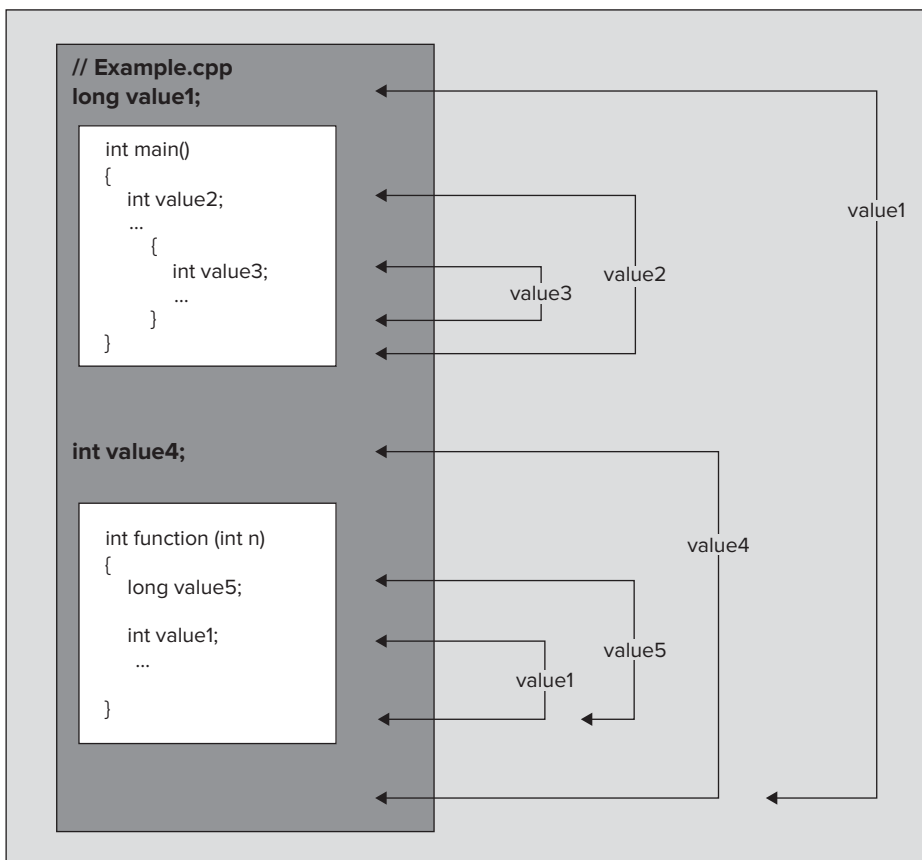 // Example.cpp
long value1;
int main()
{
int value2;
...
{
int value3;
...
}
}
int value4;
int function (int n)
{
long value5;
int value1;
...
}
value1
value2
value3
value4
value5
value1